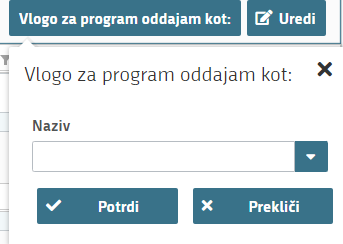 Vlogo za program oddajam kot: Uredi
Vlogo za program oddajam kot:
Naziv
Potrdi Prekliči